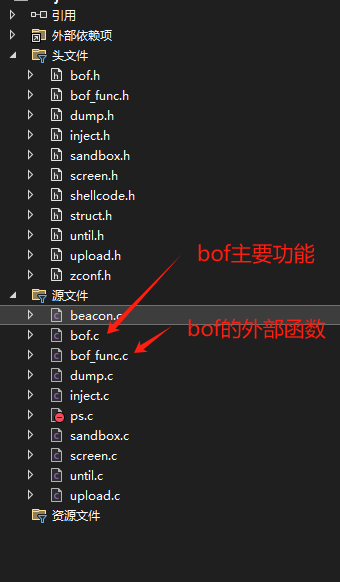 引用
外部依赖项
头文件
bof.h
bof_func.h
dump.h
inject.h
sandbox.h
screen.h
shellcode.h
struct.h
until.h
upload.h
zconf.h
bof主要功能
源文件
beacon.c
bof的外部函数
bof.c
bof_func.c
dump.c
inject.c
ps.c
sandbox.c
screen.c
until.c
upload.c
资源文件